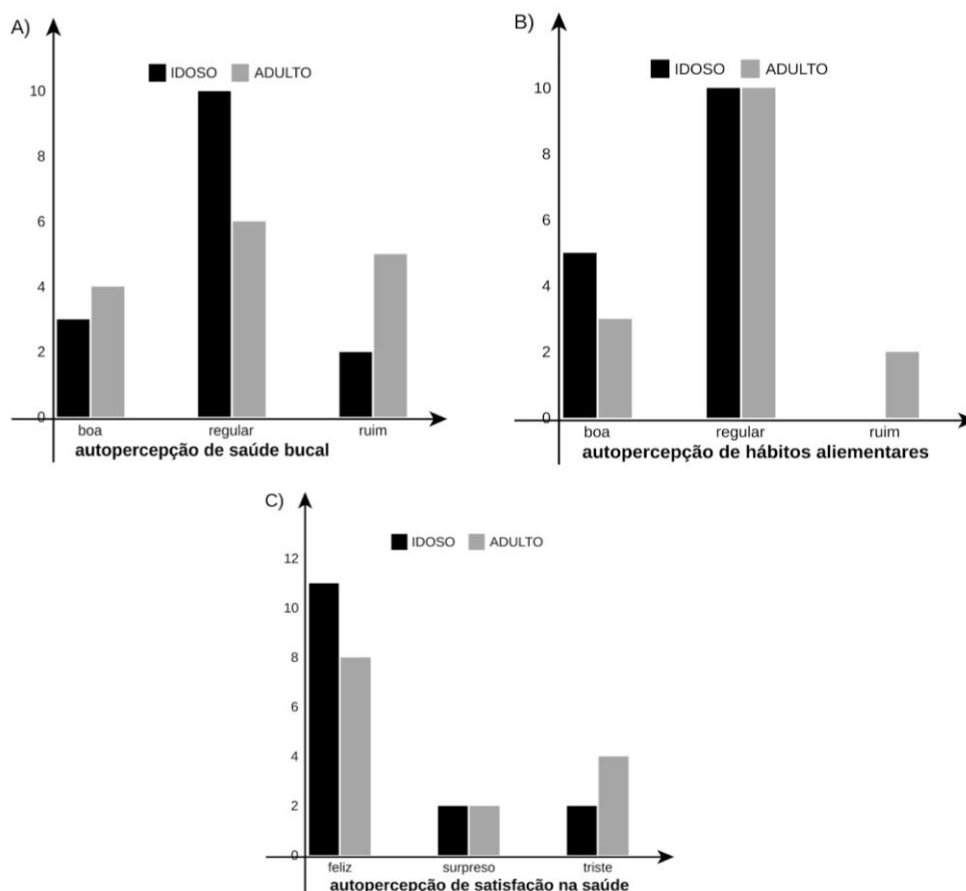 A)
IDOSO ADULTO
10
8
6
4
2
0
boa regular ruim
autopercepção de saúde bucal
B)
IDOSO ADULTO
10
8
6
4
2
0
boa regular ruim
autopercepção de hábitos aliementares
C)
IDOSO ADULTO
12
10
8
6
4
2
0
feliz surpreso triste
autopercepção de satisfação na saúde